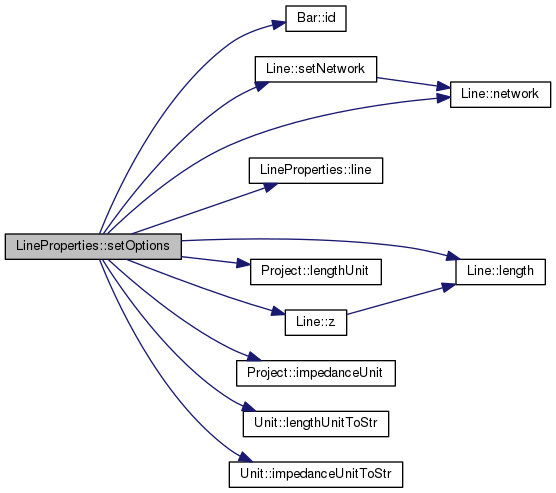 Bar::id
Line::setNetwork
Line::network
LineProperties::line
LineProperties::setOptions
Project::lengthUnit
Line::length
Line::z
Project::impedanceUnit
Unit::lengthUnitToStr
Unit::impedanceUnitToStr